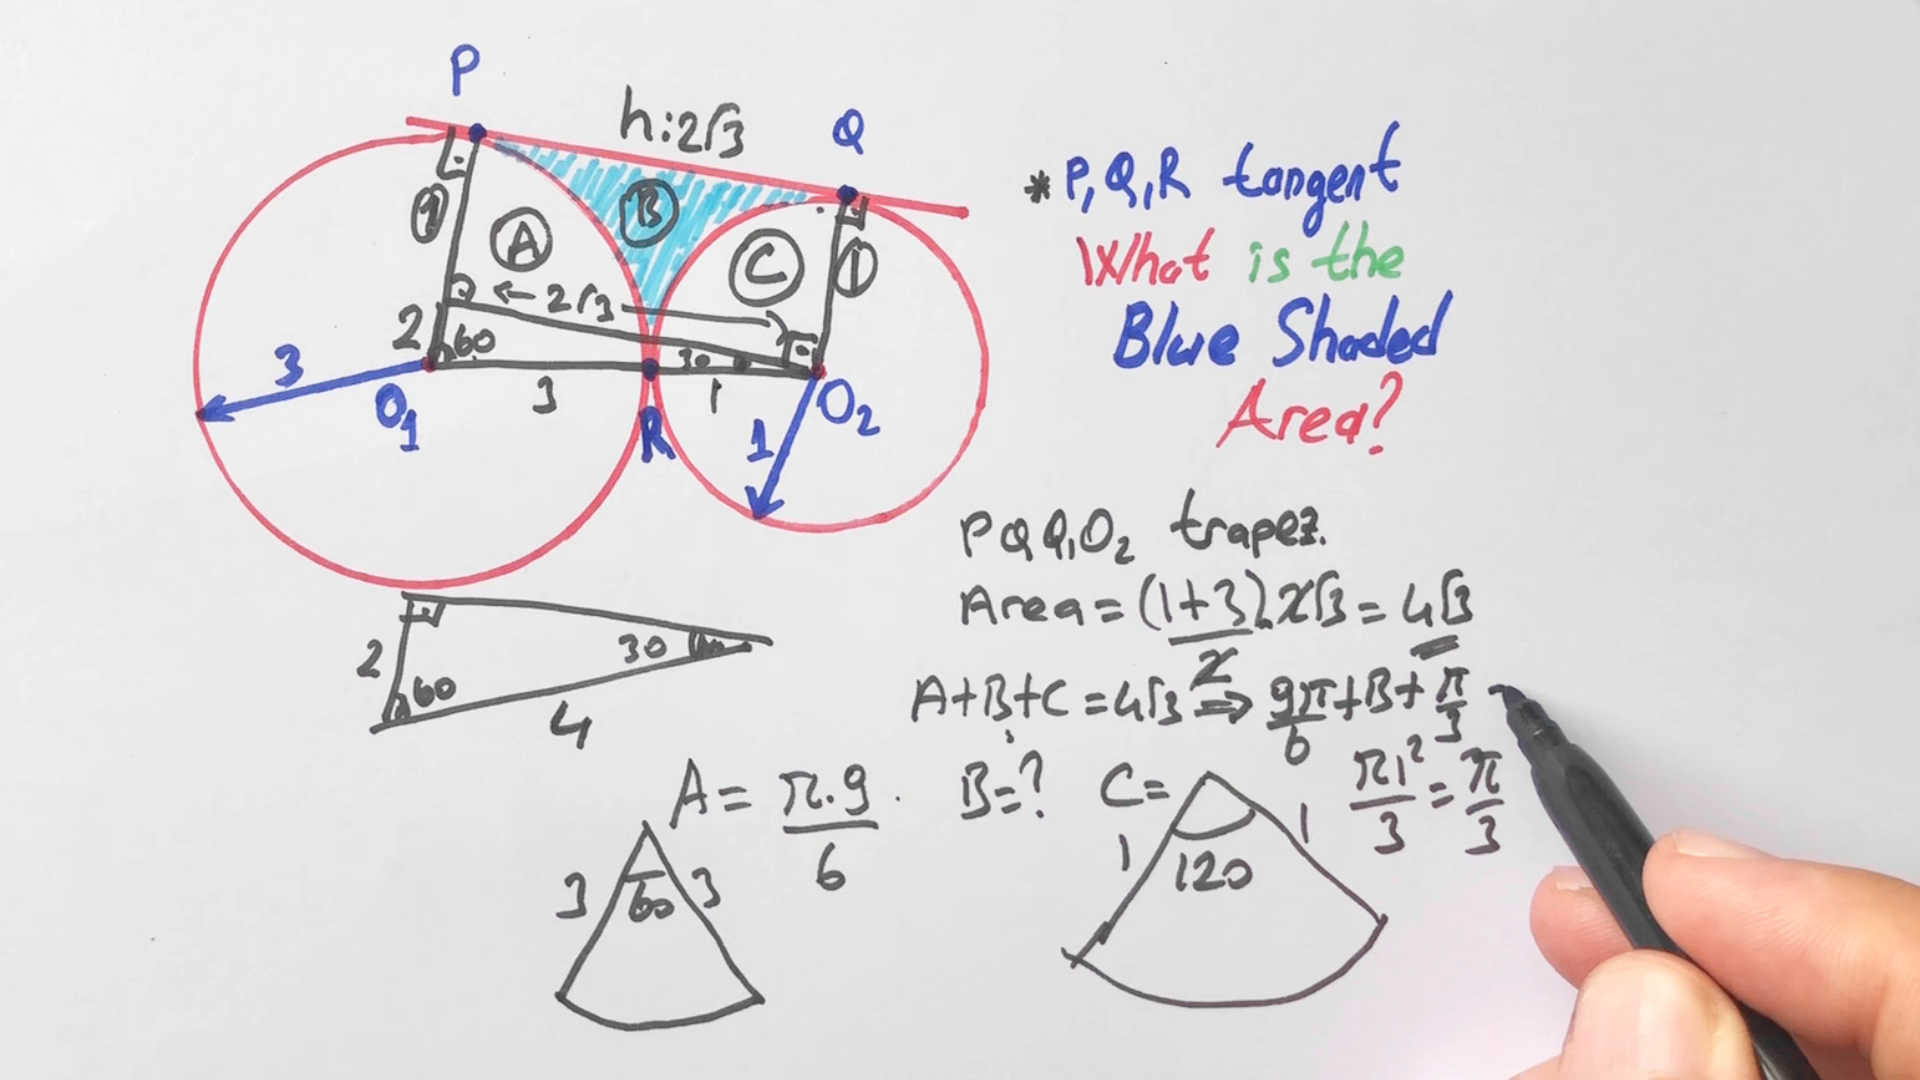 P
h:2√3
Q
1
A
B
C
1
← 2√3
2
60
30
3
3
1
O1
R
1
O2
* P,Q,R tangent
What is the
Blue Shaded
Area?
trapez.
Area = (1+3)/2 . 2√3 = 4√3
2
60
30
4
A+B+C = 4√3 ⇒ 9π/6 + B + π/3
A = π.9/6
B=?
C=
π1²/3 = π/3
3
60
3
1
120
1